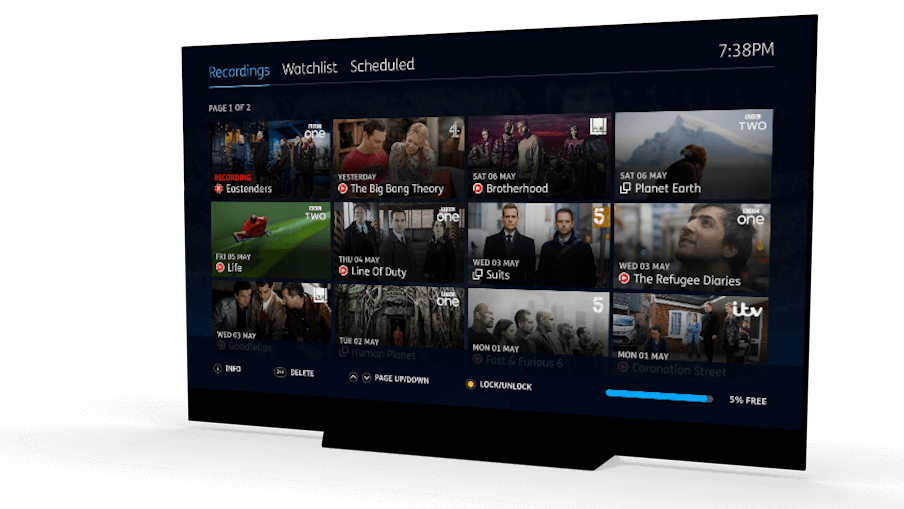 7:38PM
Recordings Watchlist Scheduled
PAGE 1 OF 2
BBC
one
4
BBC
TWO
RECORDING
Eastenders
YESTERDAY
The Big Bang Theory
SAT 06 MAY
Brotherhood
SAT 06 MAY
Planet Earth
BBC
TWO
BBC
one
5
BBC
one
FRI 05 MAY
Life
THU 04 MAY
Line Of Duty
WED 03 MAY
Suits
WED 03 MAY
The Refugee Diaries
BBC
one
5
itv
WED 03 MAY
Goodfellas
Human Planet
MON 01 MAY
Fast & Furious 6
MON 01 MAY
Coronation Street
i INFO
DELETE
PAGE UP/DOWN
LOCK/UNLOCK
5% FREE